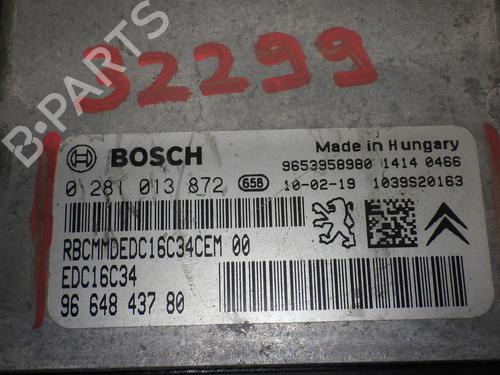 32299
B-PARTS
BOSCH
Made in Hungary
9653958980 1414 0466
0 281 013 872 658 10-02-19 1039S20163
RBCMMDEDC16C34CEM 00
EDC16C34
96 648 437 80